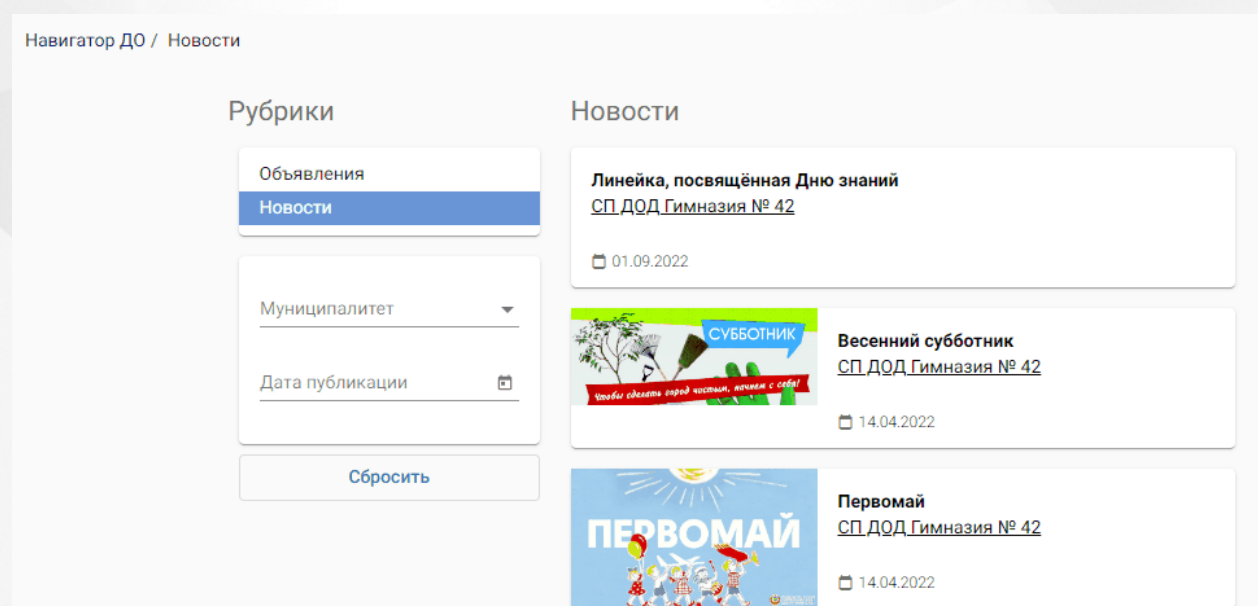 Навигатор ДО / Новости
Рубрики
Объявления
Новости
Муниципалитет
Дата публикации
Сбросить
Новости
Линейка, посвящённая Дню знаний
СП ДОД Гимназия № 42
01.09.2022
СУББОТНИК
Чтобы сделать город чистым, начнем с себя!
Весенний субботник
СП ДОД Гимназия № 42
14.04.2022
ПЕРВОМАЙ
Первомай
СП ДОД Гимназия № 42
14.04.2022